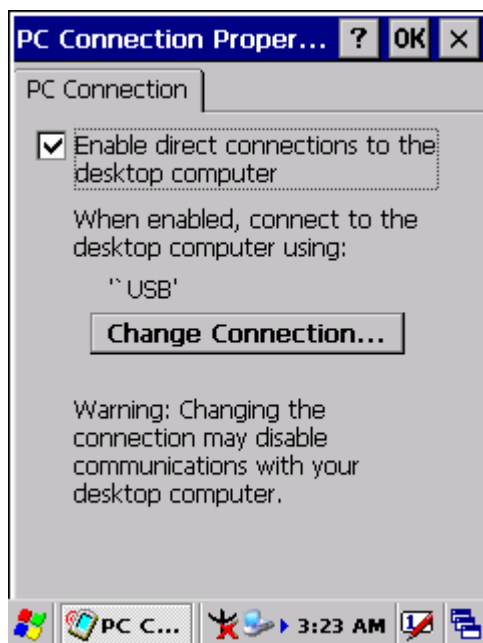 PC Connection Proper... ? OK ×
PC Connection
Enable direct connections to the
desktop computer
When enabled, connect to the
desktop computer using:
'`USB'
Change Connection...
Warning: Changing the
connection may disable
communications with your
desktop computer.
PC C... 3:23 AM